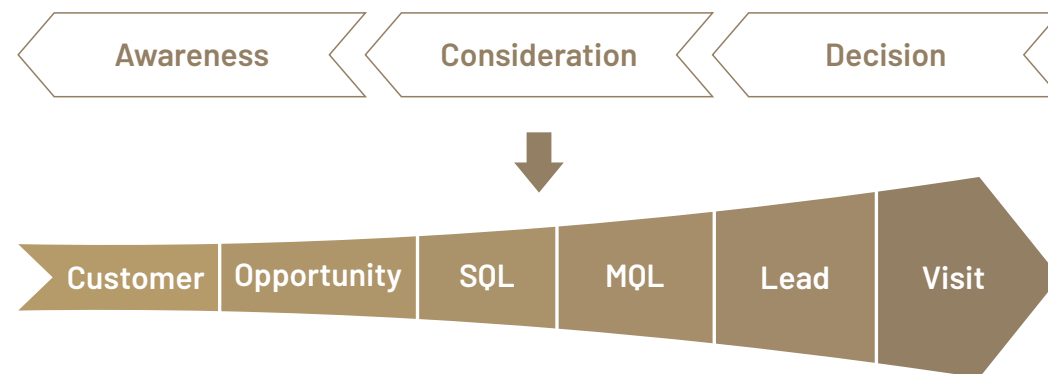 Awareness
Consideration
Decision
Customer
Opportunity
SQL
MQL
Lead
Visit